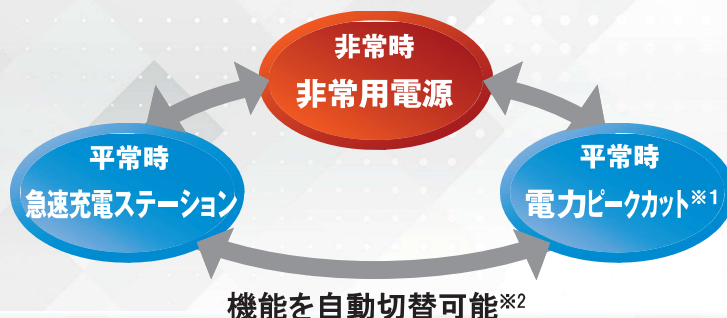 非常時
非常用電源
平常時
急速充電ステーション
平常時
電力ピークカット※1
機能を自動切替可能※2